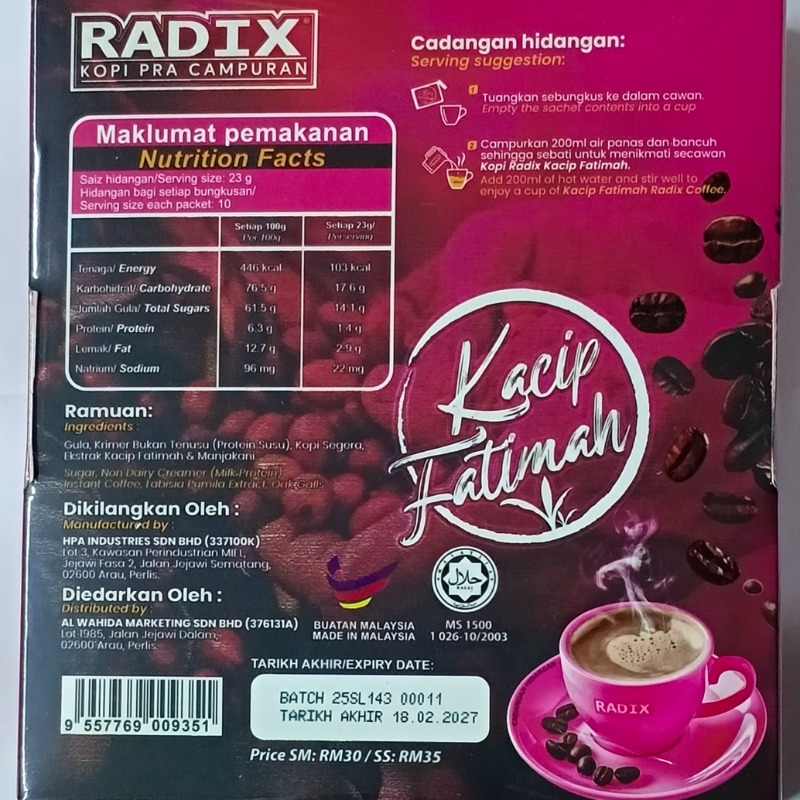 RADIX®
KOPI PRA CAMPURAN
Maklumat pemakanan
Nutrition Facts
Saiz hidangan/Serving size: 23 g
Hidangan bagi setiap bungkusan/
Serving size each packet: 10
Setiap 100g Setiap 23g/
Per 100g Perserving
Tenaga/ Energy 446 kcal 103 kcal
Karbohidrat/ Carbohydrate 76.5 g 17.6 g
Jumlah Gula/ Total Sugars 61.5 g 14.1 g
Protein/ Protein 6.3 g 1.4 g
Lemak/ Fat 12.7 g 2.9 g
Natrium/ Sodium 96 mg 22 mg
Ramuan:
Ingredients :
Gula, Krimer Bukan Tenusu (Protein Susu), Kopi Segera,
Ekstrak Kacip Fatimah & Manjakani.
Sugar, Non Dairy Creamer (Milk Protein)
Instant Coffee, Labisia Pumila Extract, Oak Galls
Dikilangkan Oleh :
Manufactured by :
HPA INDUSTRIES SDN BHD (337100K)
Lot 3, Kawasan Perindustrian MIEL,
Jejawi Fasa 2, Jalan Jejawi Sematang,
02600 Arau, Perlis.
Diedarkan Oleh :
Distributed by :
AL WAHIDA MARKETING SDN BHD (376131A)
Lot 1985, Jalan Jejawi Dalam,
02600 Arau, Perlis.
9 557769 009351
Cadangan hidangan:
Serving suggestion:
1 Tuangkan sebungkus ke dalam cawan.
Empty the sachet contents into a cup
2 Campurkan 200ml air panas dan bancuh
sehingga sebati untuk menikmati secawan
Kopi Radix Kacip Fatimah.
Add 200ml of hot water and stir well to
enjoy a cup of Kacip Fatimah Radix Coffee.
Kacip
Fatimah
BUATAN MALAYSIA
MADE IN MALAYSIA
حلال
MS 1500
1 026-10/2003
TARIKH AKHIR/EXPIRY DATE:
BATCH 25SL143 00011
TARIKH AKHIR 18.02.2027
Price SM: RM30 / SS: RM35
RADIX